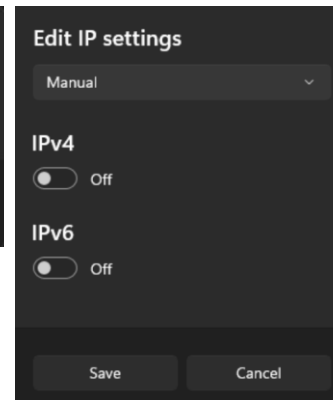 Edit IP settings
Manual
IPv4
Off
IPv6
Off
Save Cancel